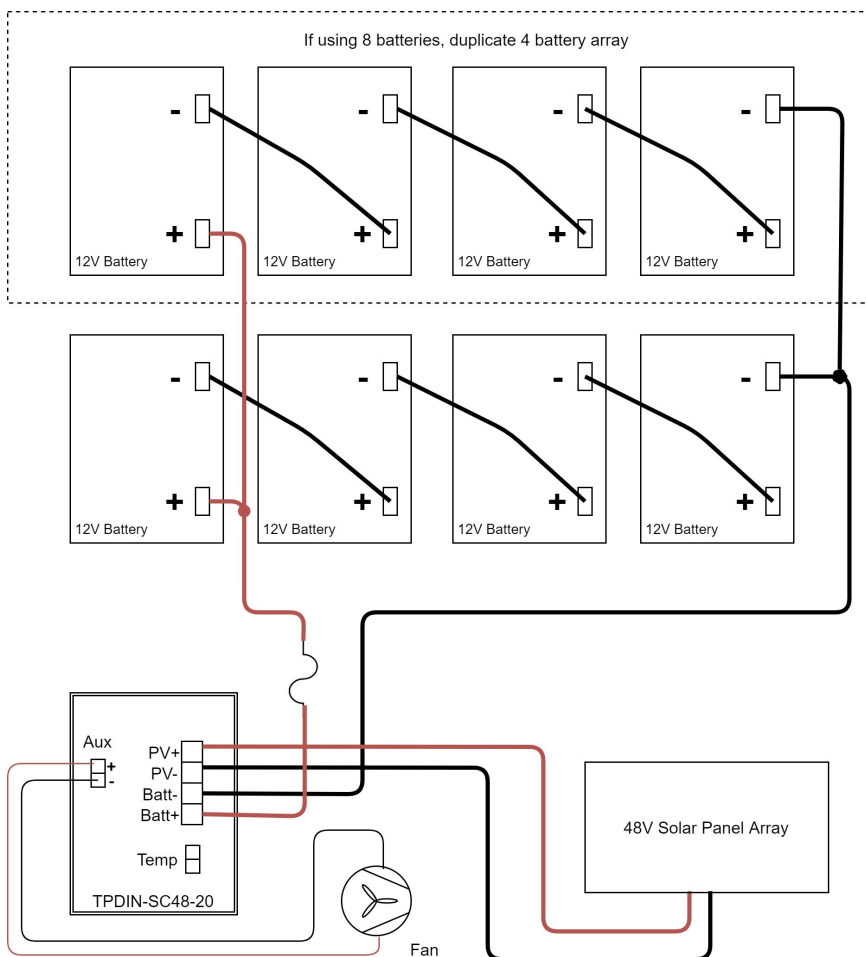 If using 8 batteries, duplicate 4 battery array
- - - -
+ + + +
12V Battery 12V Battery 12V Battery 12V Battery
- - - -
+ + + +
12V Battery 12V Battery 12V Battery 12V Battery
Aux
+
-
PV+
PV-
Batt-
Batt+
Temp
TPDIN-SC48-20
48V Solar Panel Array
Fan